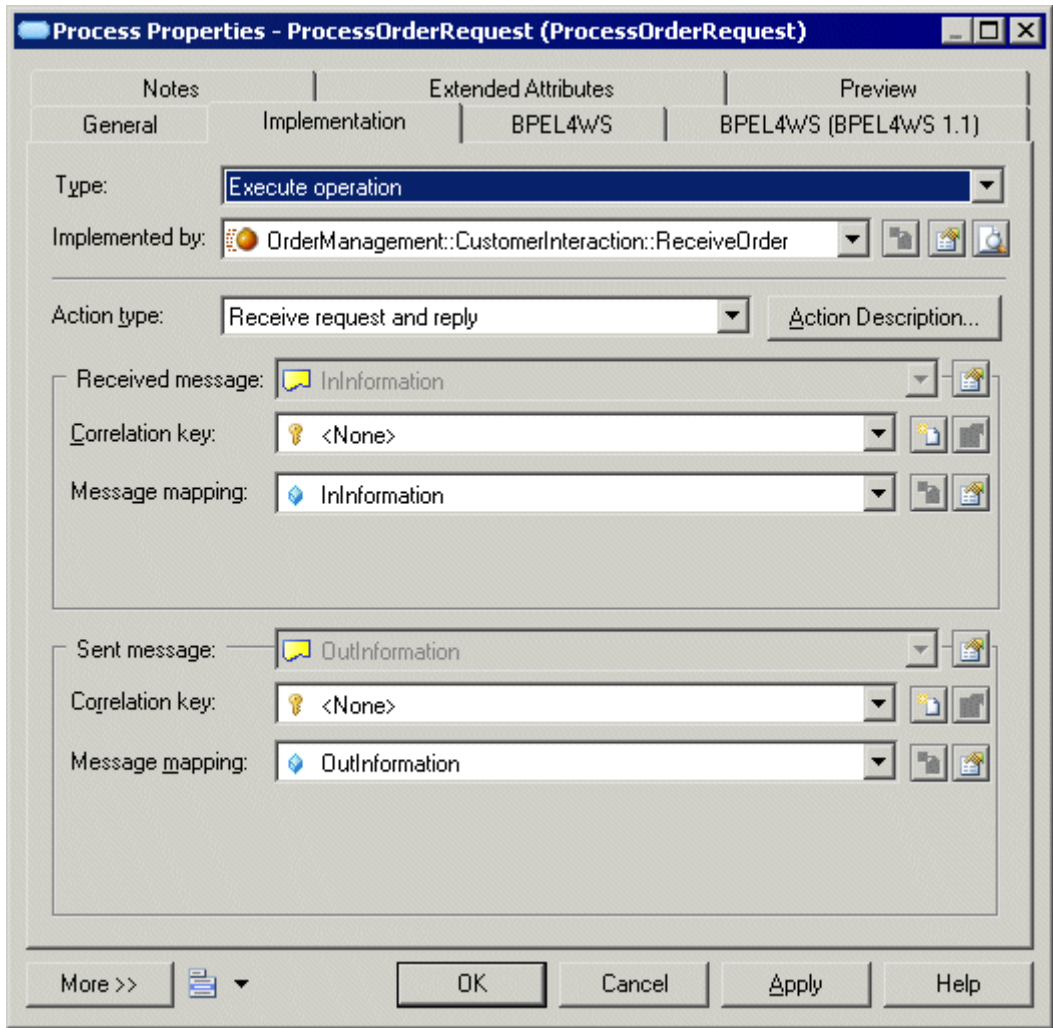 Process Properties - ProcessOrderRequest (ProcessOrderRequest)
Notes Extended Attributes Preview
General Implementation BPEL4WS BPEL4WS (BPEL4WS 1.1)
Type: Execute operation
Implemented by: OrderManagement::CustomerInteraction::ReceiveOrder
Action type: Receive request and reply Action Description...
Received message: InInformation
Correlation key: <None>
Message mapping: InInformation
Sent message: OutInformation
Correlation key: <None>
Message mapping: OutInformation
More >> OK Cancel Apply Help